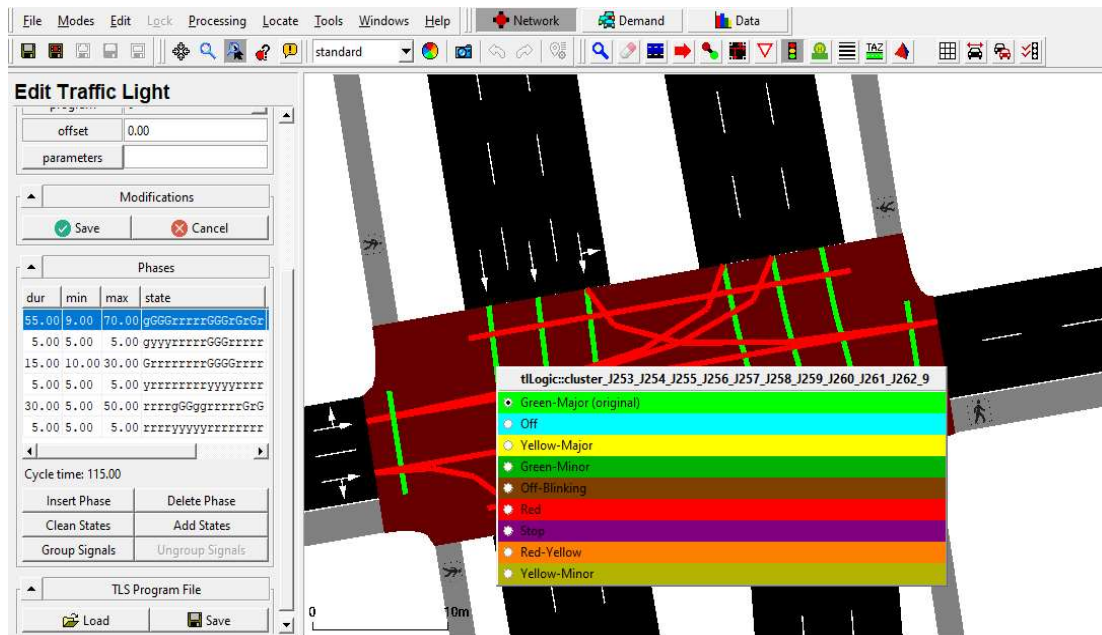 File Modes Edit Lock Processing Locate Tools Windows Help Network Demand Data
standard TAZ
Edit Traffic Light
program 0
offset 0.00
parameters
Modifications
Save Cancel
Phases
dur min max state
55.00 9.00 70.00 gGGGrrrrrGGGrGrGr
5.00 5.00 5.00 gyyyrrrrrGGGrrrrr
15.00 10.00 30.00 GrrrrrrrrGGGGrrrr
5.00 5.00 5.00 yrrrrrrrryyyyrrrr
30.00 5.00 50.00 rrrrgGGggrrrrrGrG
5.00 5.00 5.00 rrrryyyyyrrrrrrrr
Cycle time: 115.00
Insert Phase Delete Phase
Clean States Add States
Group Signals Ungroup Signals
TLS Program File
Load Save
tlLogic::cluster_J253_J254_J255_J256_J257_J258_J259_J260_J261_J262_9
Green-Major (original)
Off
Yellow-Major
Green-Minor
Off-Blinking
Red
Stop
Red-Yellow
Yellow-Minor
0 10m